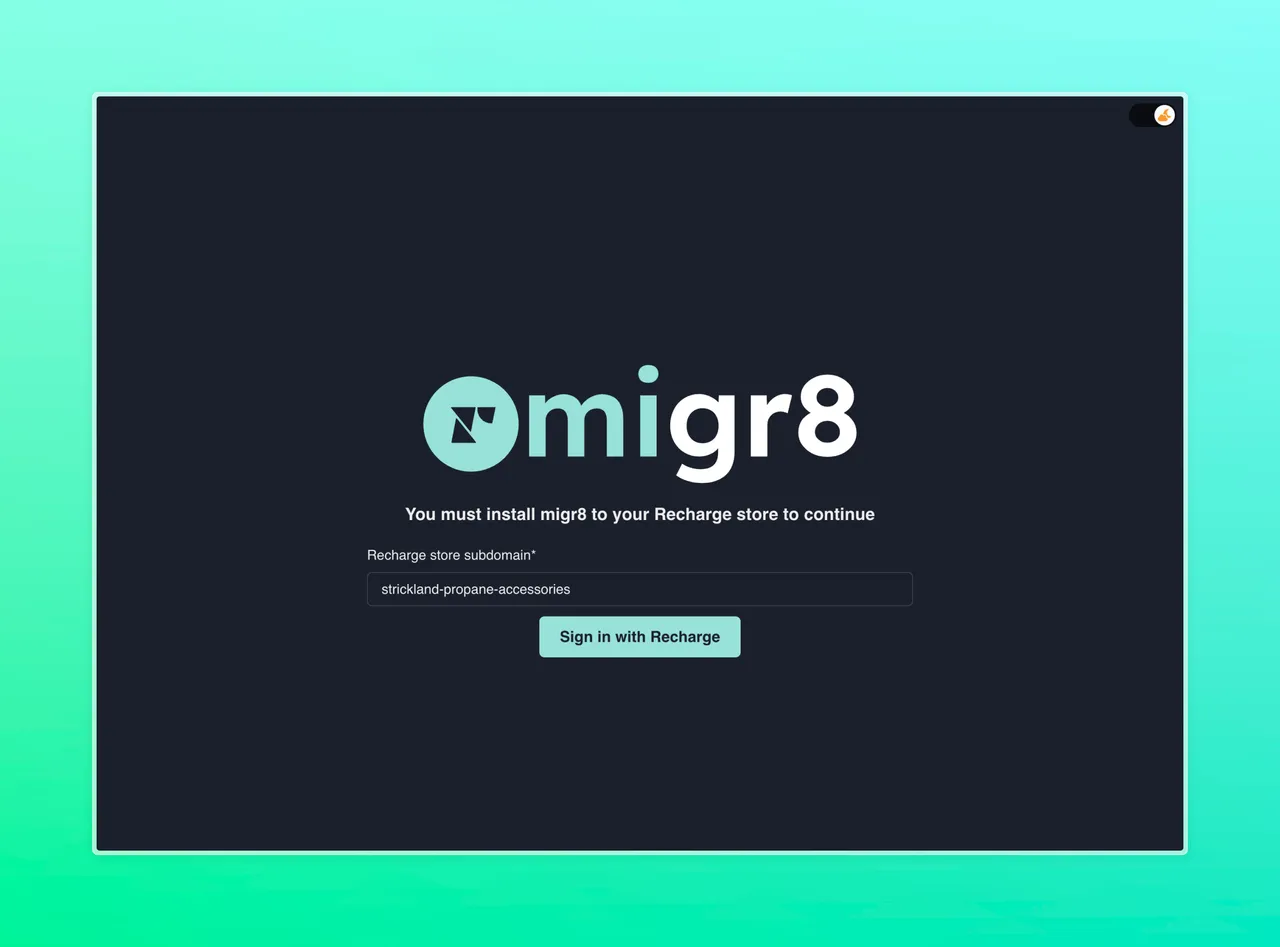 migr8
You must install migr8 to your Recharge store to continue
Recharge store subdomain*
strickland-propane-accessories
Sign in with Recharge